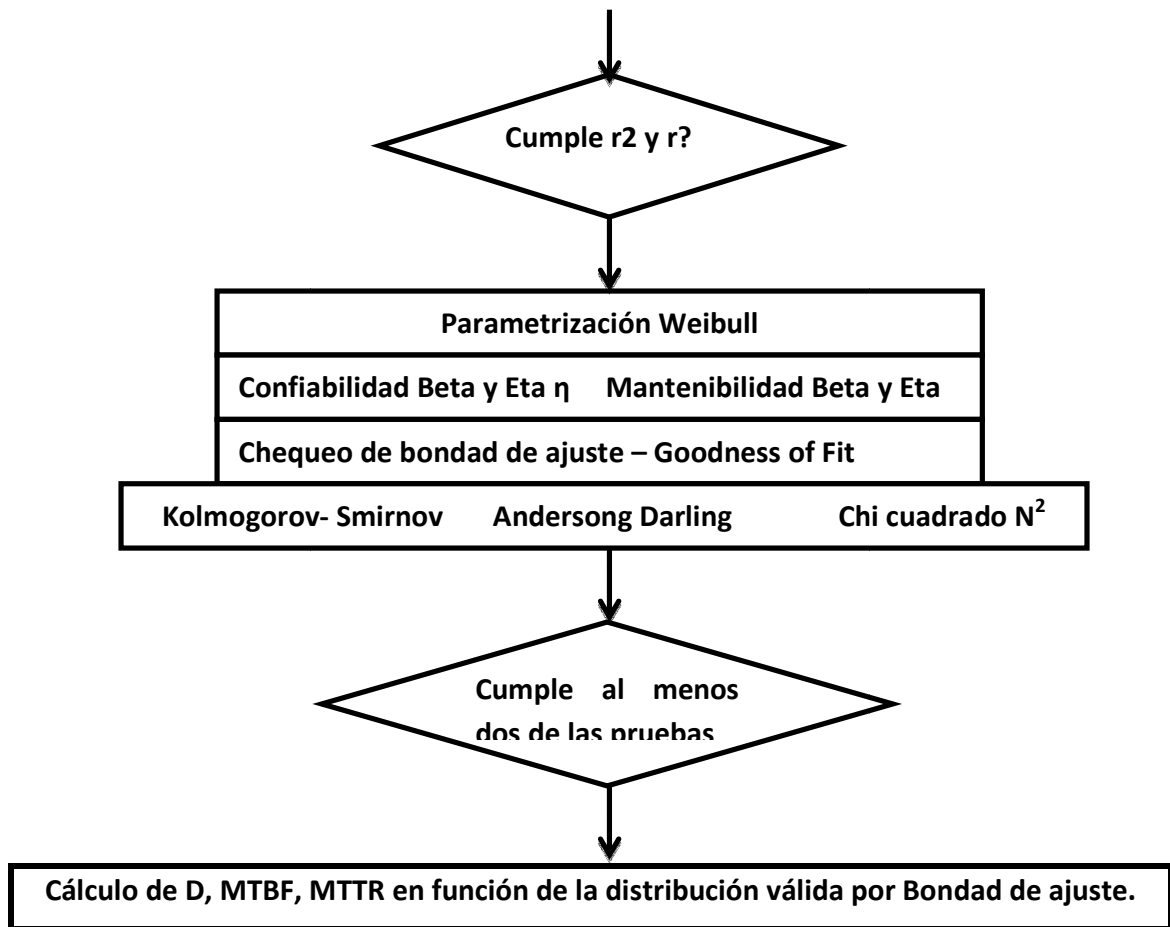 Cumple r2 y r?
Parametrización Weibull
Confiabilidad Beta y Eta η Mantenibilidad Beta y Eta
Chequeo de bondad de ajuste – Goodness of Fit
Kolmogorov- Smirnov Andersong Darling Chi cuadrado N²
Cumple al menos
dos de las pruebas
Cálculo de D, MTBF, MTTR en función de la distribución válida por Bondad de ajuste.